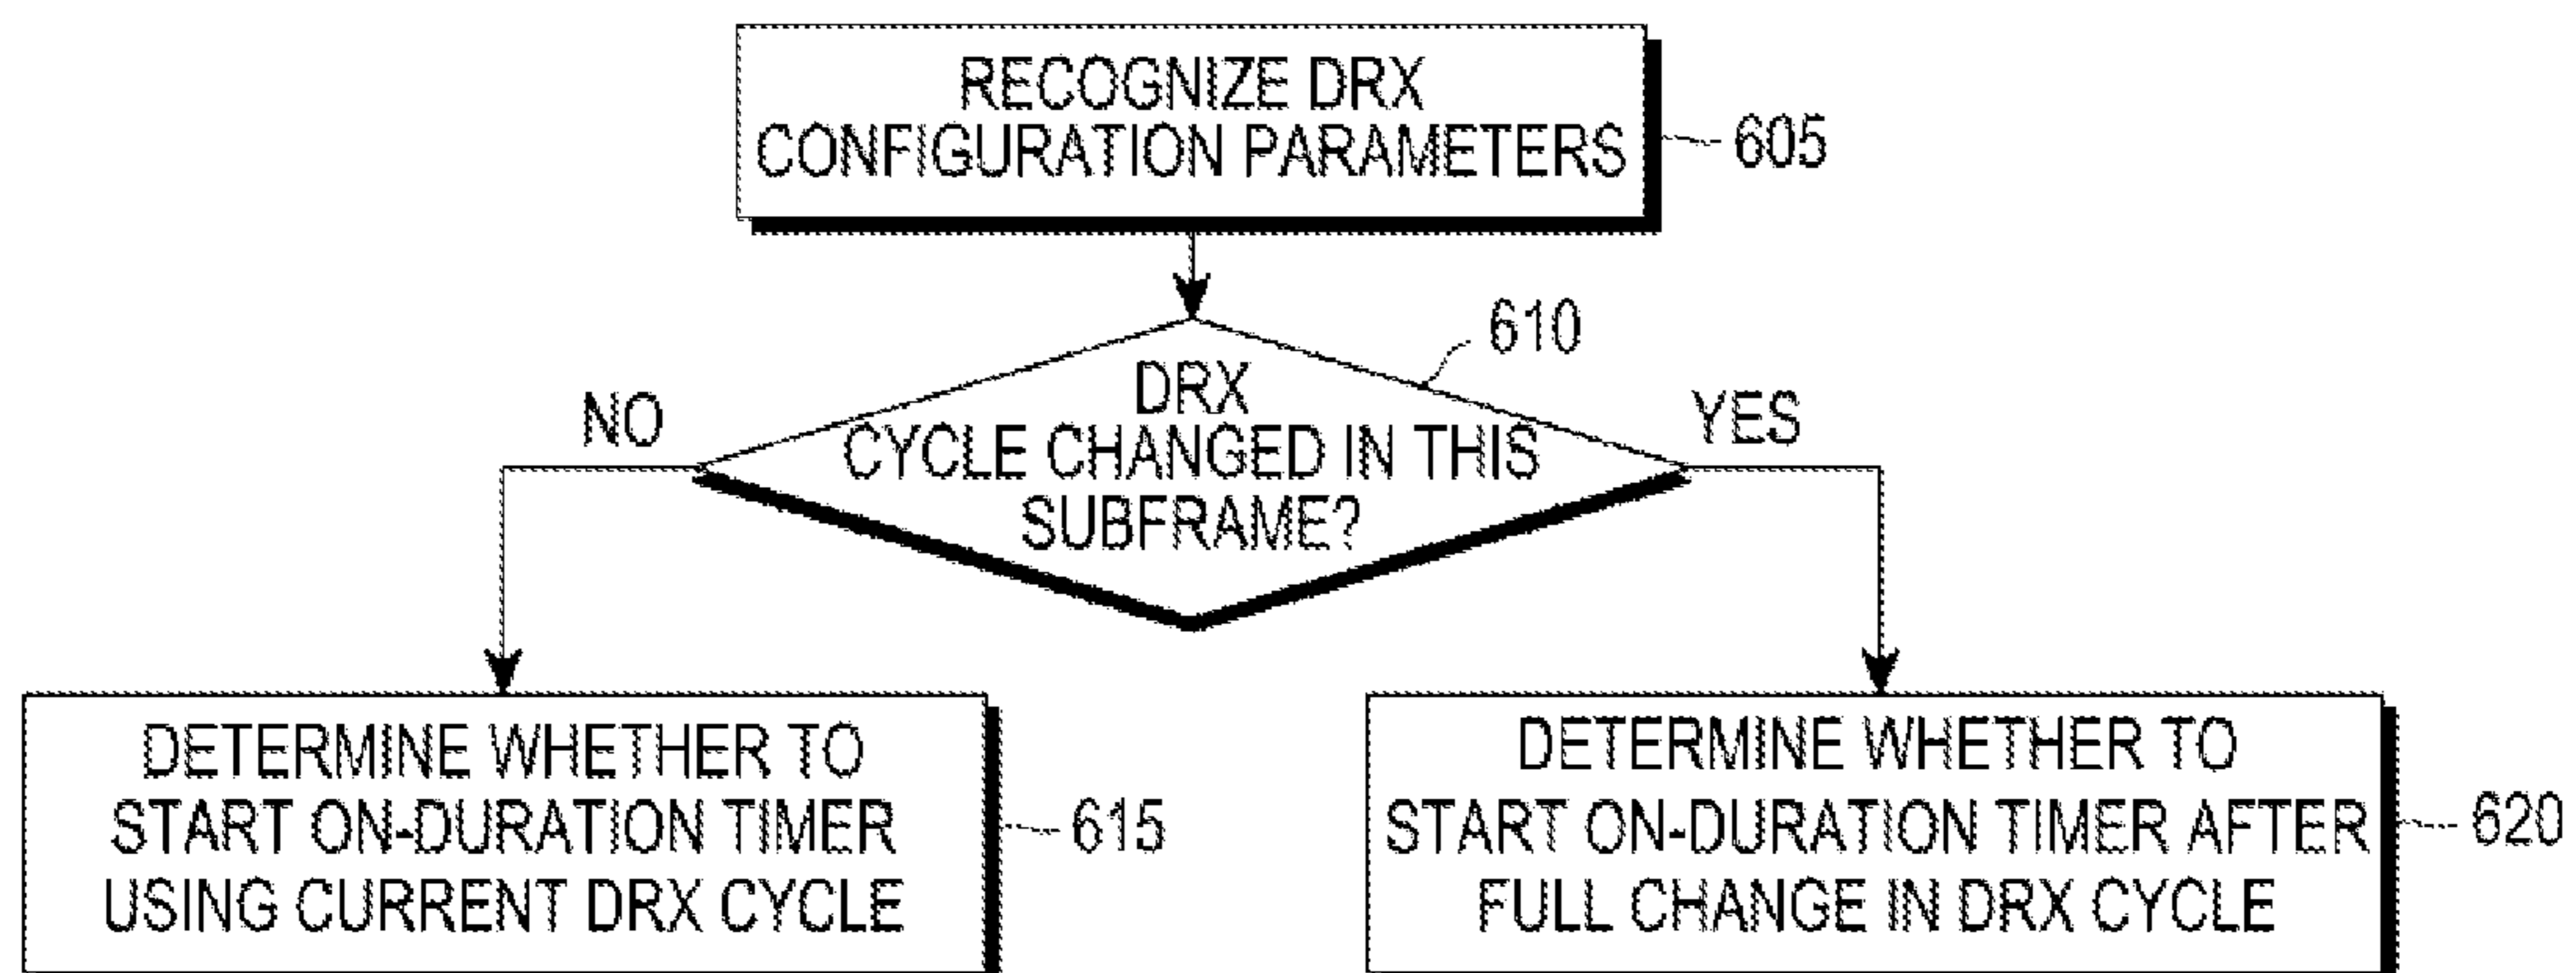 RECOGNIZE DRX
CONFIGURATION PARAMETERS
605
610
DRX
CYCLE CHANGED IN THIS
SUBFRAME?
NO
YES
DETERMINE WHETHER TO
START ON-DURATION TIMER
USING CURRENT DRX CYCLE
615
DETERMINE WHETHER TO
START ON-DURATION TIMER AFTER
FULL CHANGE IN DRX CYCLE
620